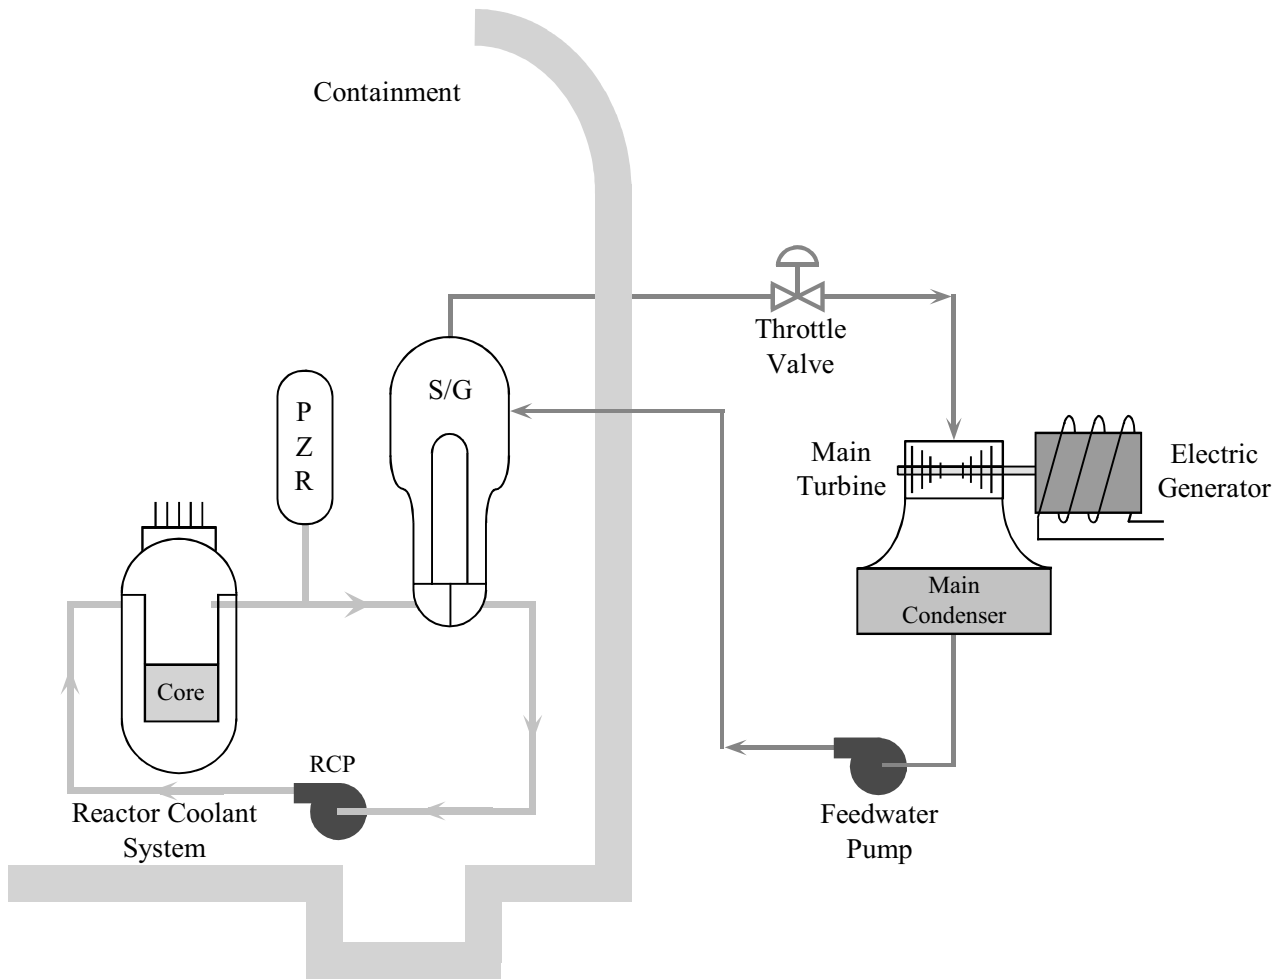 Containment
Throttle
Valve
S/G
P
Z
R
Main
Turbine
Electric
Generator
Main
Condenser
Core
RCP
Reactor Coolant
System
Feedwater
Pump